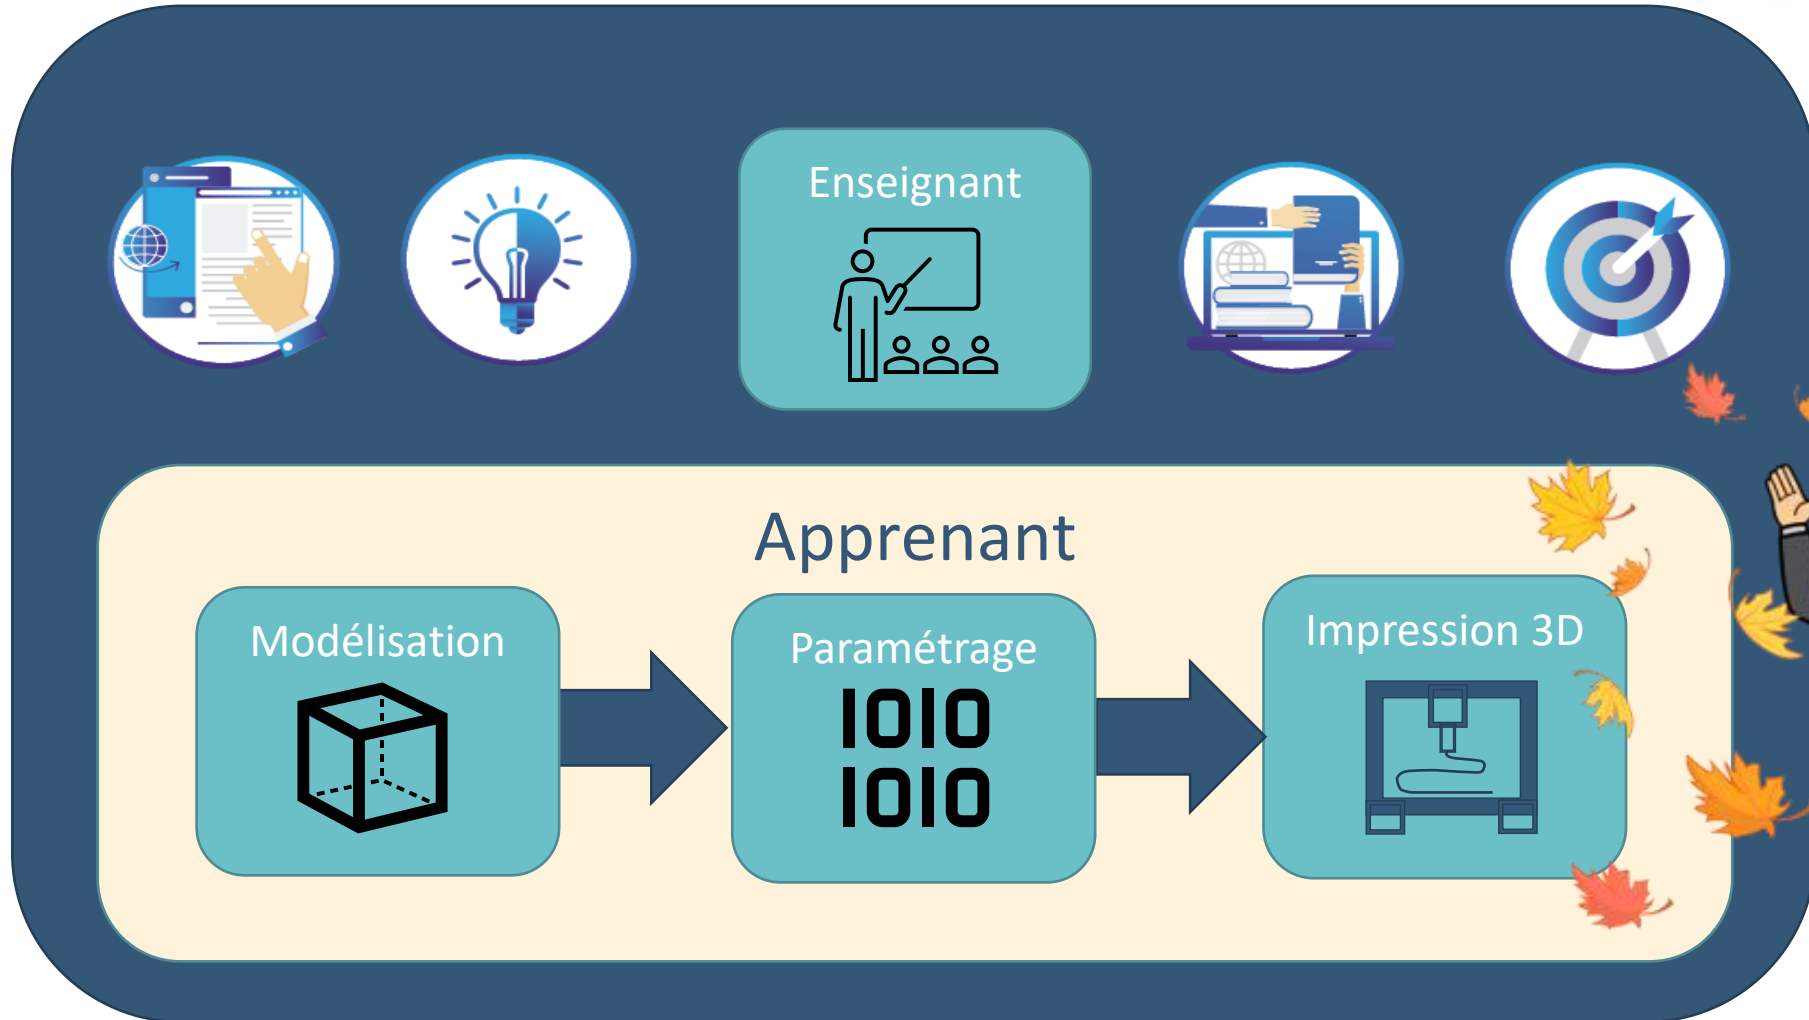 Enseignant
Apprenant
Modélisation
Paramétrage
Impression 3D
1010
1010